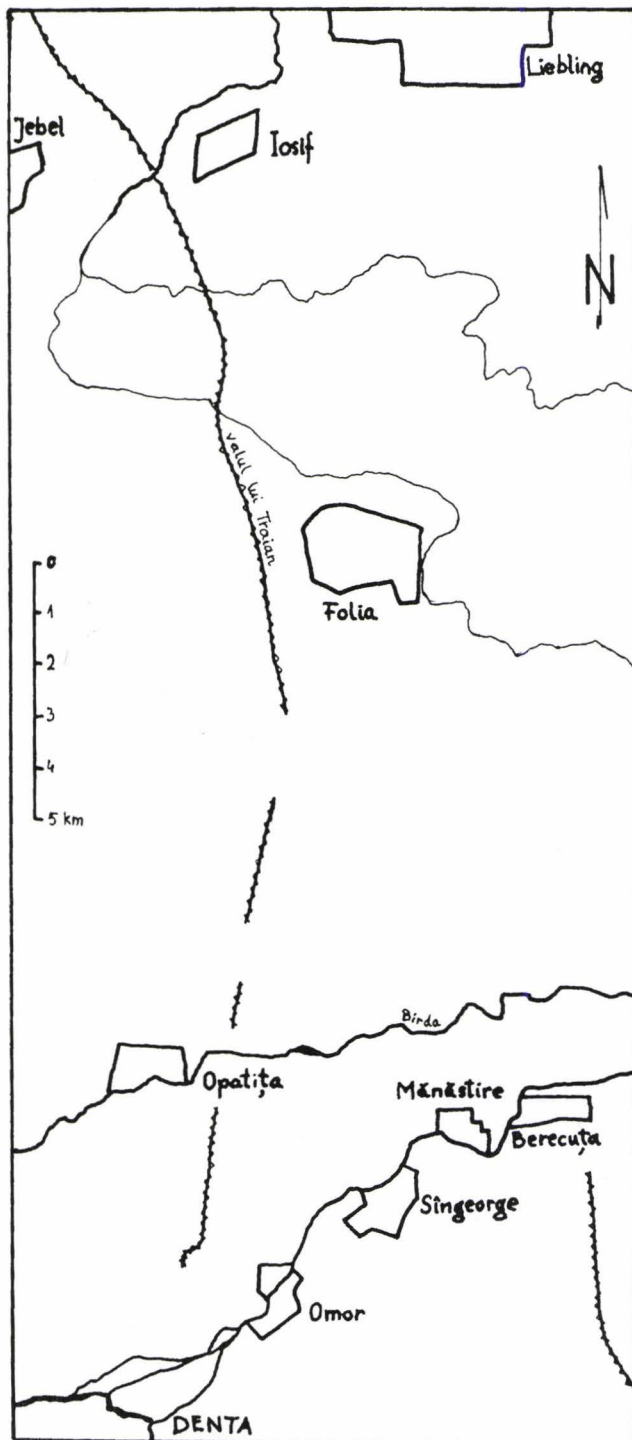 Liebling
Jebel
Iosif
N
valul lui Traian
0
1
2
3
4
5 km
Folia
Birda
Opatița
Mănăstire
Berecuța
Sîngeorge
Omor
DENTA